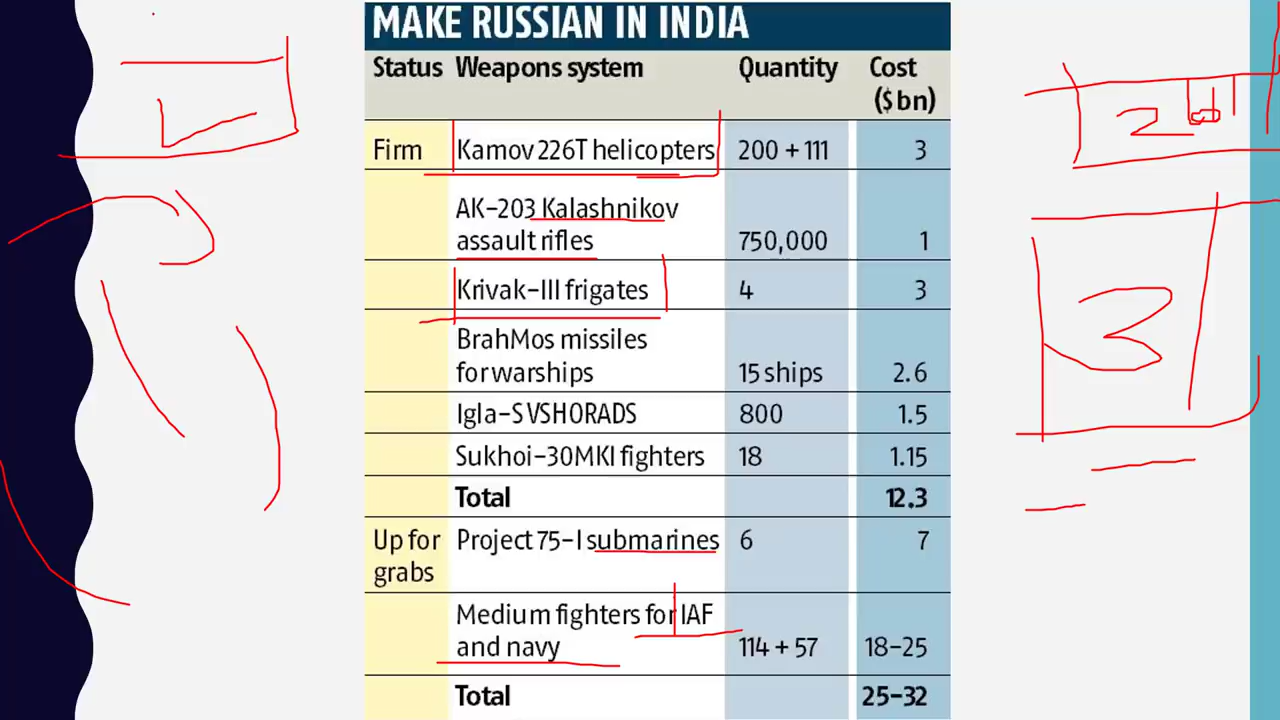 MAKE RUSSIAN IN INDIA
Status Weapons system Quantity Cost
($bn)
Firm Kamov 226T helicopters 200 + 111 3
AK-203 Kalashnikov
assault rifles 750,000 1
Krivak-III frigates 4 3
BrahMos missiles
for warships 15 ships 2.6
Igla-S VSHORADS 800 1.5
Sukhoi-30MKI fighters 18 1.15
Total 12.3
Up for Project 75-I submarines 6 7
grabs
Medium fighters for IAF
and navy 114 + 57 18-25
Total 25-32
2
3